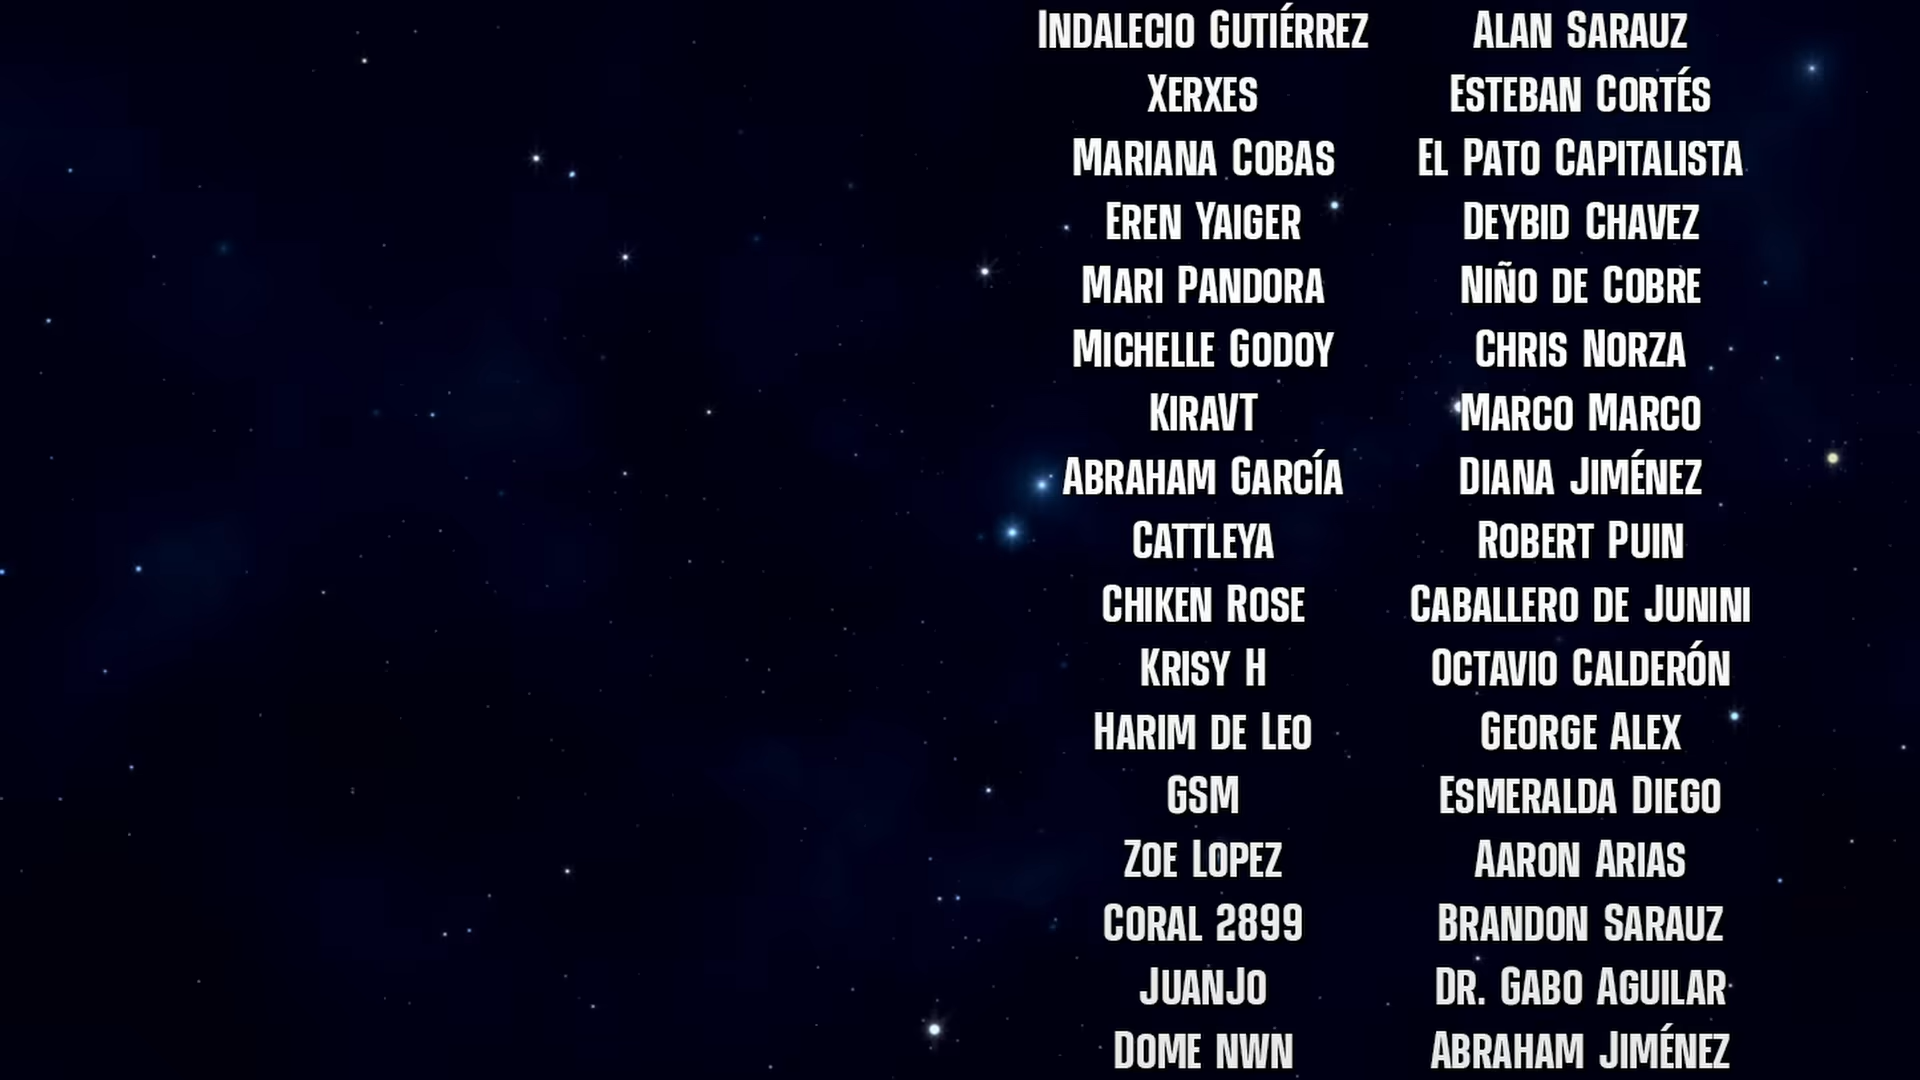 Indalecio Gutiérrez
Xerxes
Mariana Cobas
Eren Yaiger
Mari Pandora
Michelle Godoy
KiraVT
Abraham García
Cattleya
Chiken Rose
Krisy H
Harim de Leo
GSM
Zoe Lopez
Coral 2899
JuanJo
Dome nwn
Alan Sarauz
Esteban Cortés
El Pato Capitalista
Deybid Chavez
Niño de Cobre
Chris Norza
Marco Marco
Diana Jiménez
Robert Puin
Caballero de Junini
Octavio Calderón
George Alex
Esmeralda Diego
Aaron Arias
Brandon Sarauz
Dr. Gabo Aguilar
Abraham Jiménez